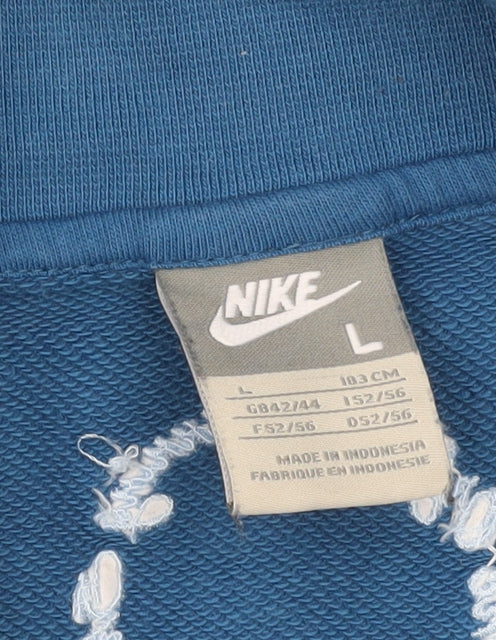 NIKE
L
L 183 CM
GB42/44 I52/56
F52/56 D52/56
MADE IN INDONESIA
FABRIQUE EN INDONESIE